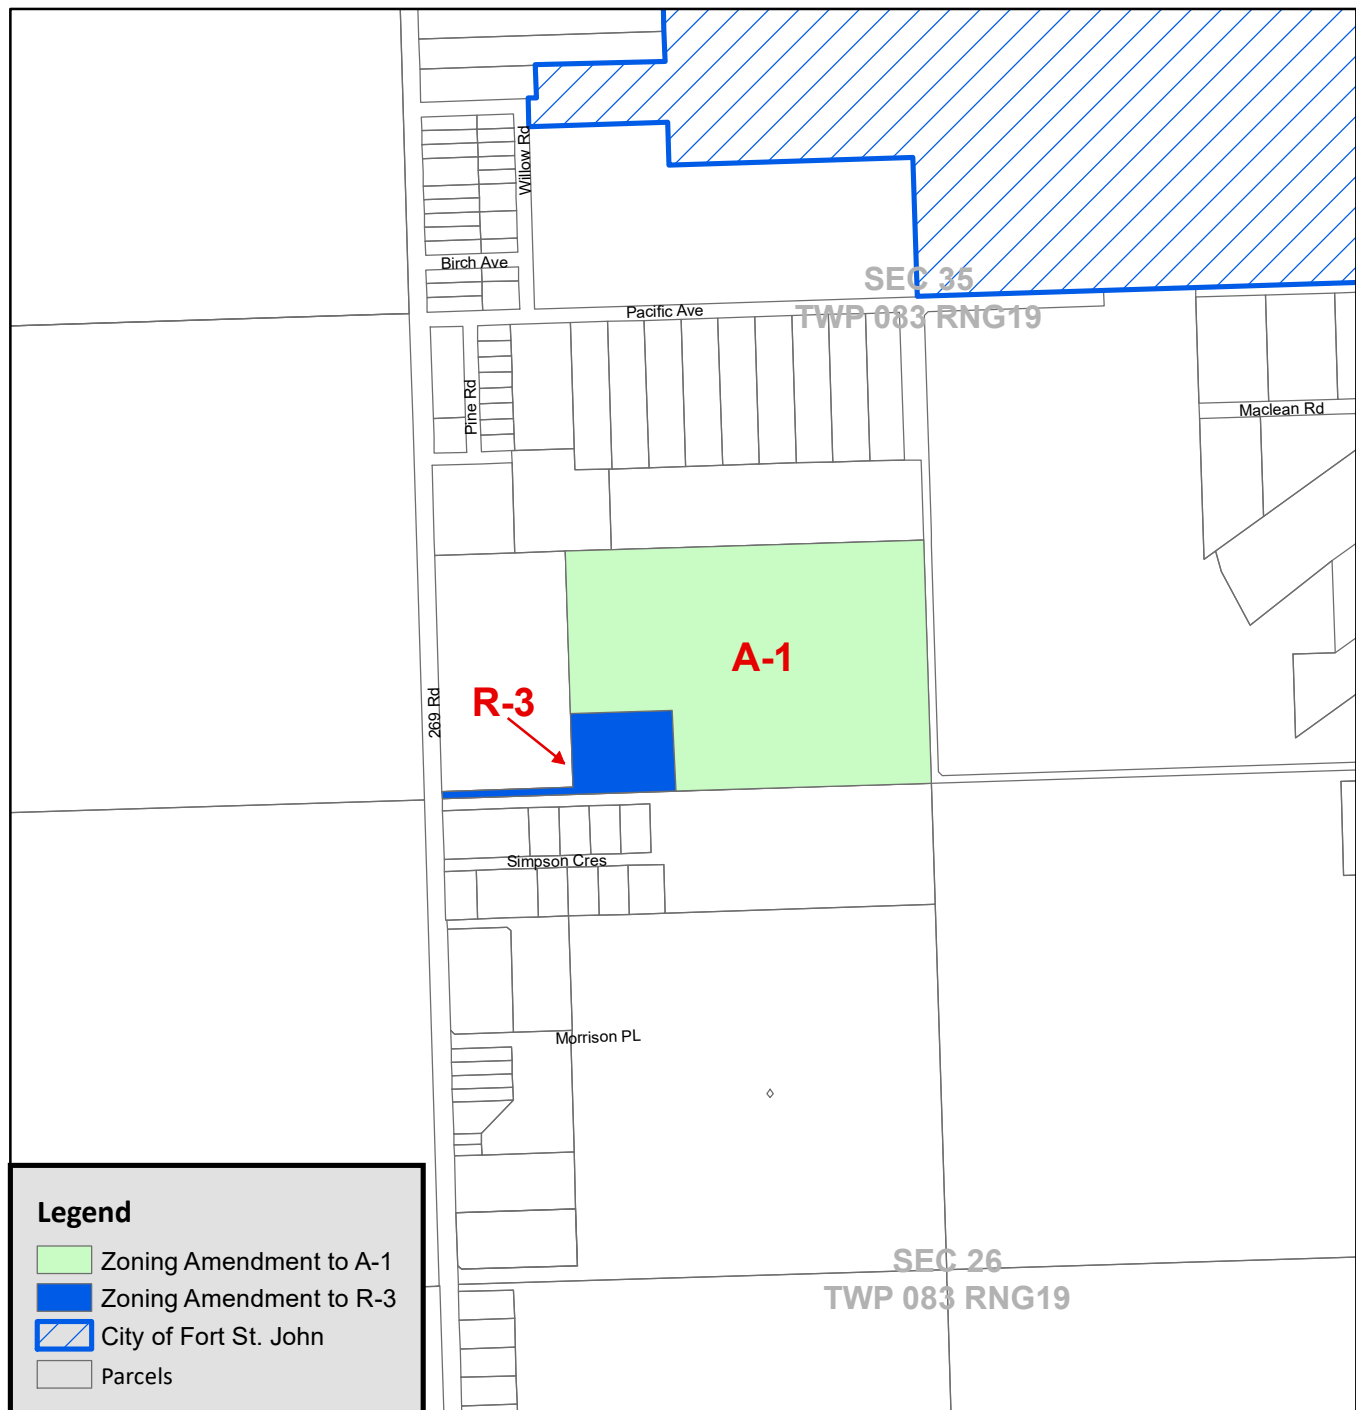 Willow Rd
Birch Ave
SEC 35
TWP 083 RNG19
Pacific Ave
Pine Rd
Maclean Rd
A-1
R-3
269 Rd
Simpson Cres
Morrison PL
SEC 26
TWP 083 RNG19
Legend
Zoning Amendment to A-1
Zoning Amendment to R-3
City of Fort St. John
Parcels